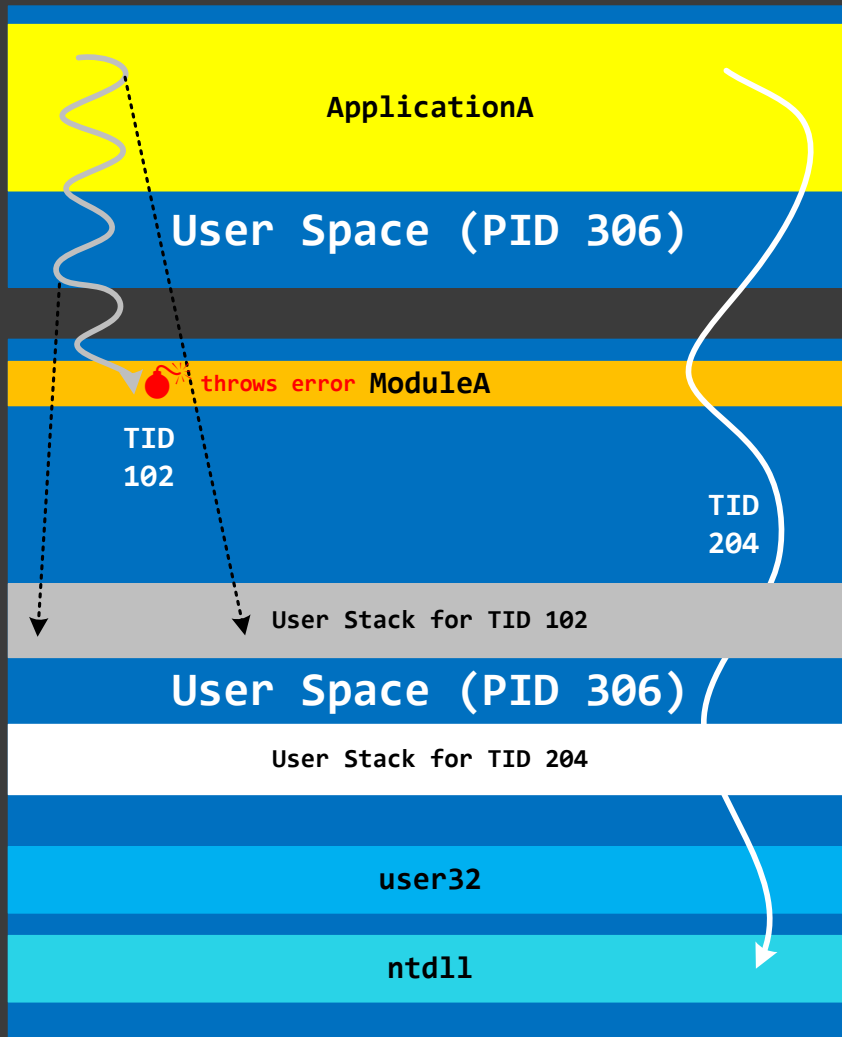 ApplicationA
User Space (PID 306)
throws error ModuleA
TID
102
TID
204
User Stack for TID 102
User Space (PID 306)
User Stack for TID 204
user32
ntdll